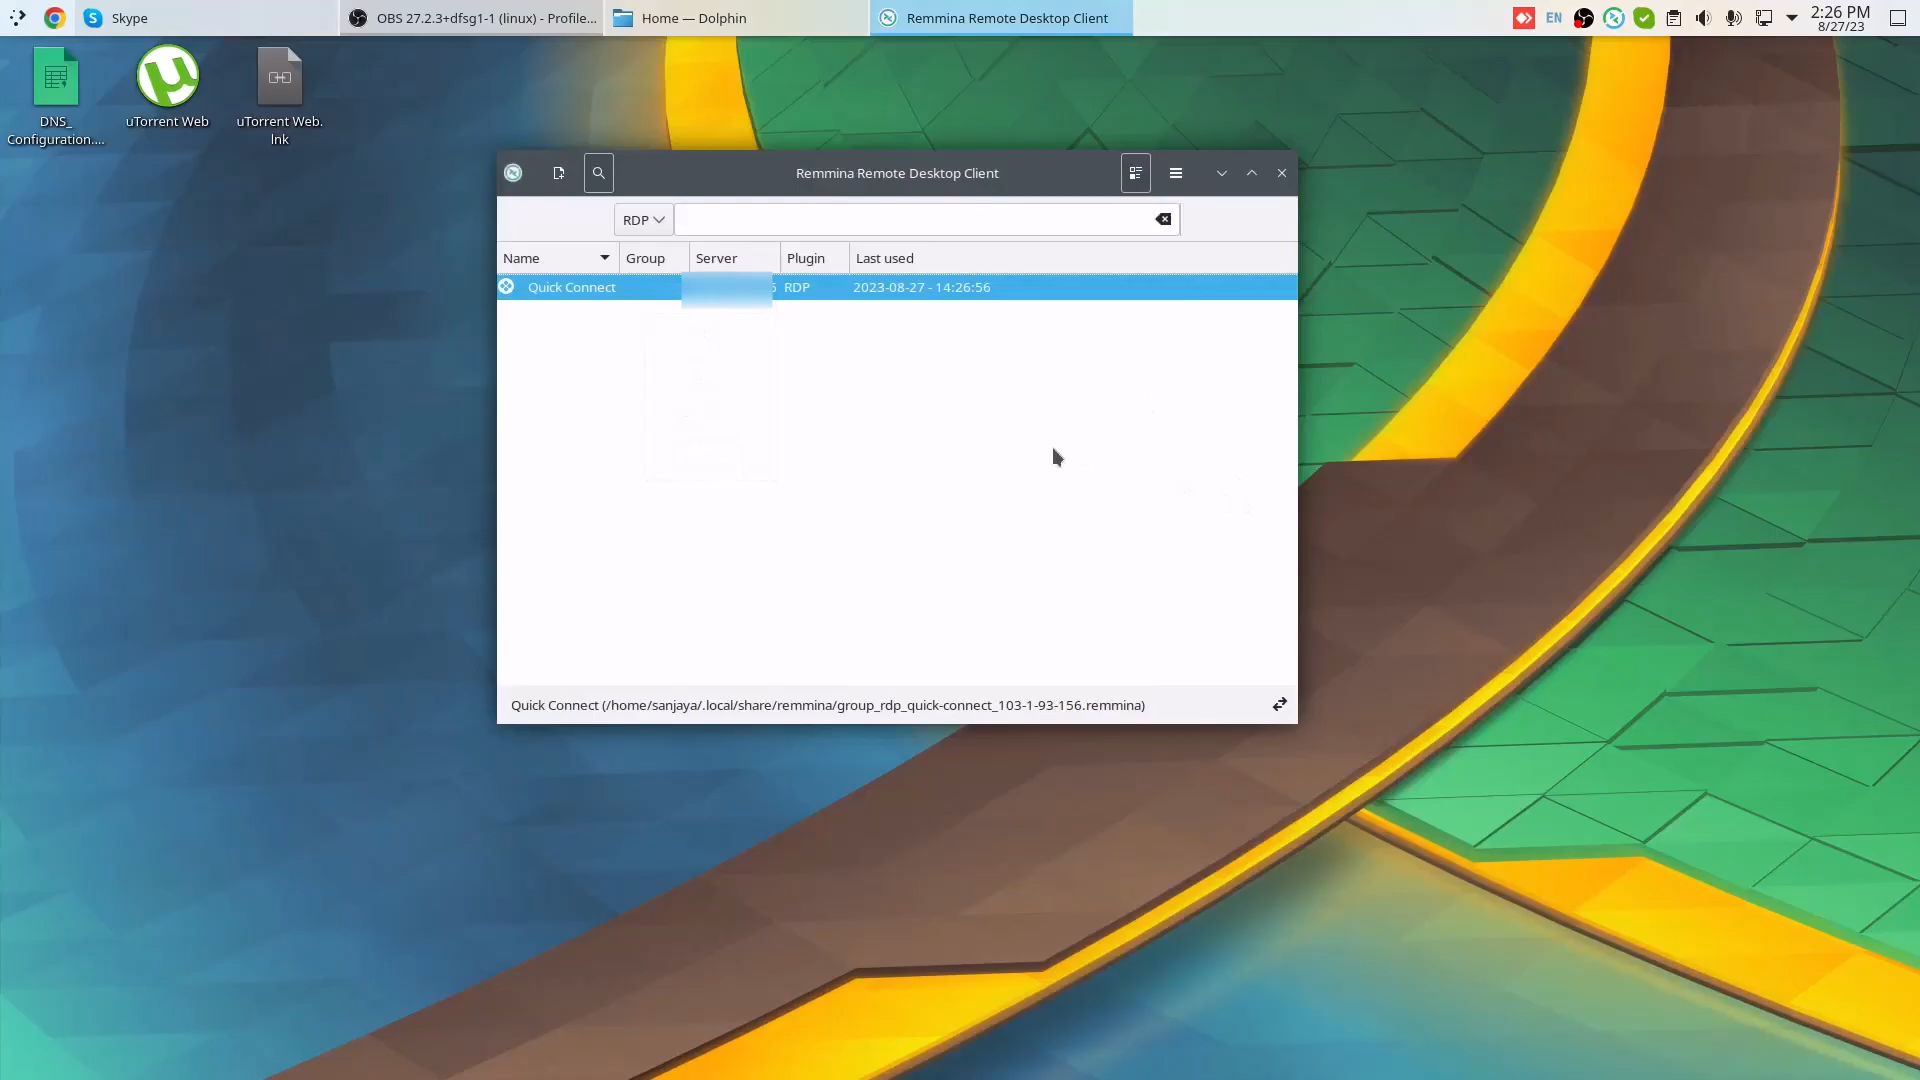 Skype
OBS 27.2.3+dfsg1-1 (linux) - Profile...
Home — Dolphin
Remmina Remote Desktop Client
EN
2:26 PM
8/27/23
DNS_
Configuration....
uTorrent Web
uTorrent Web.
lnk
Remmina Remote Desktop Client
RDP
Name Group Server Plugin Last used
Quick Connect 6 RDP 2023-08-27 - 14:26:56
Quick Connect (/home/sanjaya/.local/share/remmina/group_rdp_quick-connect_103-1-93-156.remmina)